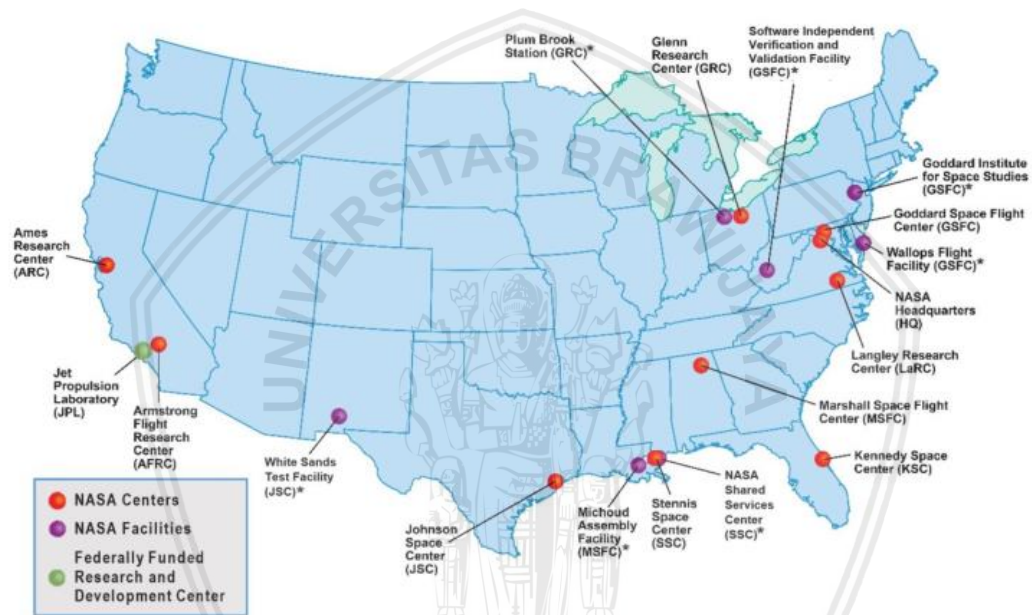 Plum Brook
Station (GRC)*
Glenn
Research
Center (GRC)
Software Independent
Verification and
Validation Facility
(GSFC)*
Goddard Institute
for Space Studies
(GSFC)*
Goddard Space Flight
Center (GSFC)
Wallops Flight
Facility (GSFC)*
NASA
Headquarters
(HQ)
Langley Research
Center (LaRC)
Marshall Space Flight
Center (MSFC)
Kennedy Space
Center (KSC)
NASA
Shared
Services
Center
(SSC)*
Stennis
Space
Center
(SSC)
Michoud
Assembly
Facility
(MSFC)*
Johnson
Space
Center
(JSC)
White Sands
Test Facility
(JSC)*
Armstrong
Flight
Research
Center
(AFRC)
Jet
Propulsion
Laboratory
(JPL)
Ames
Research
Center
(ARC)
NASA Centers
NASA Facilities
Federally Funded
Research and
Development Center
UNIVERSITAS BRAWIJAYA